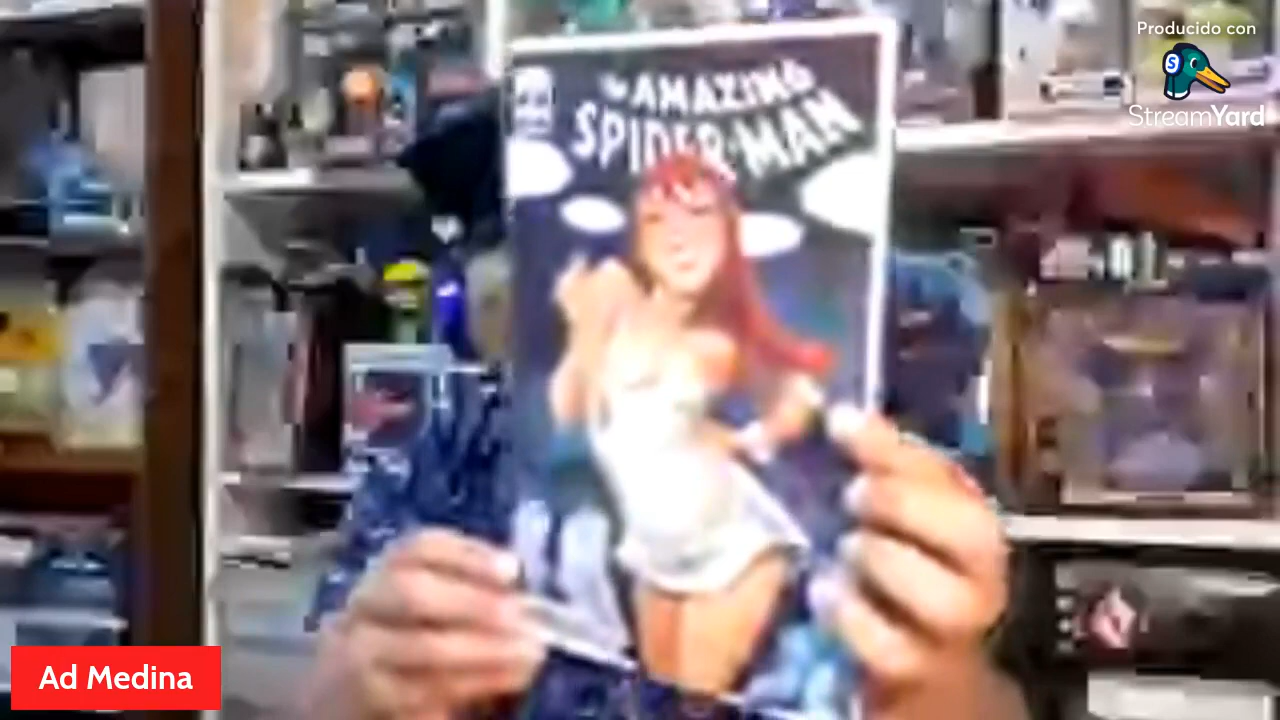 Producido con
StreamYard
THE AMAZING
SPIDER-MAN
Ad Medina